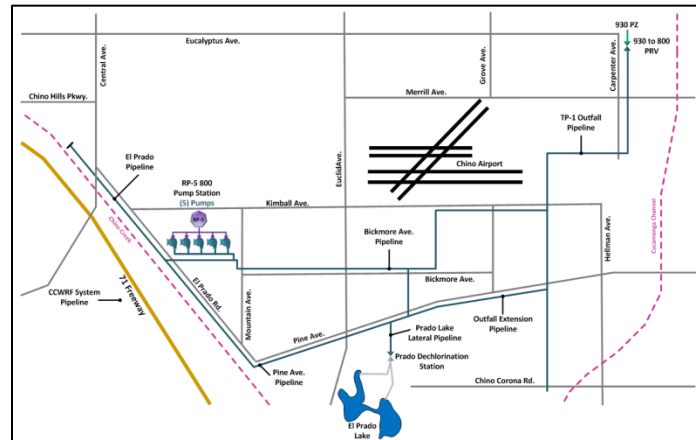 930 PZ
930 to 800
PRV
Eucalyptus Ave.
Central Ave.
Grove Ave.
Carpenter Ave.
Chino Hills Pkwy.
Merrill Ave.
TP-1 Outfall
Pipeline
El Prado
Pipeline
EuclidAve.
Chino Airport
RP-5 800
Pump Station
(5) Pumps
RP-5
Kimball Ave.
Chino Creek
Bickmore Ave.
Pipeline
Hellman Ave.
Cucamonga Channel
CCWRF System
Pipeline
71 Freeway
El Prado Rd.
Mountain Ave.
Bickmore Ave.
Pine Ave.
Outfall Extension
Pipeline
Prado Lake
Lateral Pipeline
Prado Dechlorination
Station
Pine Ave.
Pipeline
Chino Corona Rd.
El Prado
Lake